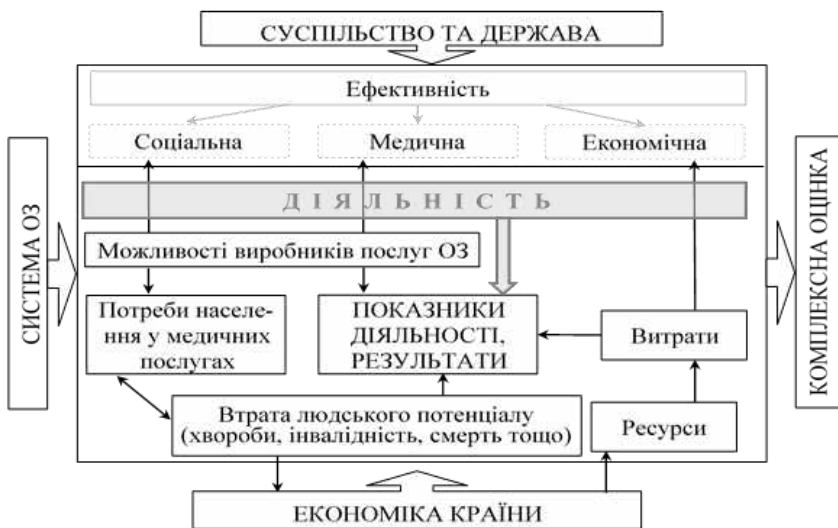 СУСПІЛЬСТВО ТА ДЕРЖАВА
Ефективність
Соціальна
Медична
Економічна
ДІЯЛЬНІСТЬ
СИСТЕМА ОЗ
КОМПЛЕКСНА ОЦІНКА
Можливості виробників послуг ОЗ
Потреби населе-
ння у медичних
послугах
ПОКАЗНИКИ
ДІЯЛЬНОСТІ,
РЕЗУЛЬТАТИ
Витрати
Втрата людського потенціалу
(хвороби, інвалідність, смерть тощо)
Ресурси
ЕКОНОМІКА КРАЇНИ